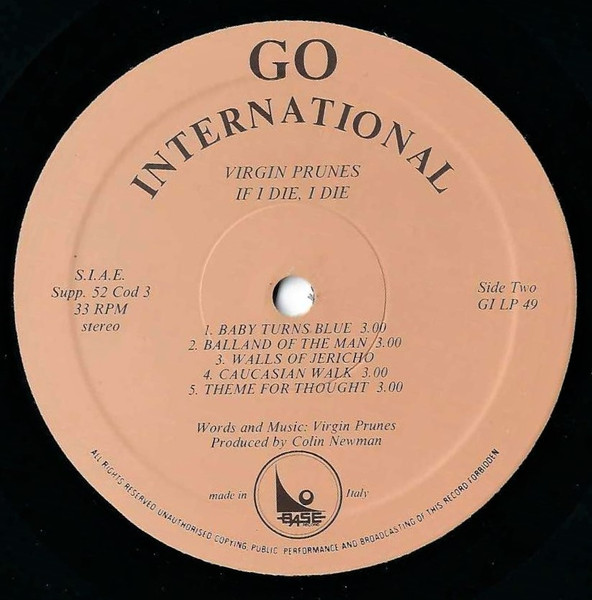 GO
INTERNATIONAL
VIRGIN PRUNES
IF I DIE, I DIE
S.I.A.E.
Supp. 52 Cod 3
33 RPM
stereo
Side Two
GI LP 49
1. BABY TURNS BLUE 3.00
2. BALLAND OF THE MAN 3.00
3. WALLS OF JERICHO
4. CAUCASIAN WALK 3.00
5. THEME FOR THOUGHT 3.00
Words and Music: Virgin Prunes
Produced by Colin Newman
made in Italy
BASE
RECORD
ALL RIGHTS RESERVED UNAUTHORISED COPYING, PUBLIC PERFORMANCE AND BROADCASTING OF THIS RECORD FORBIDDEN